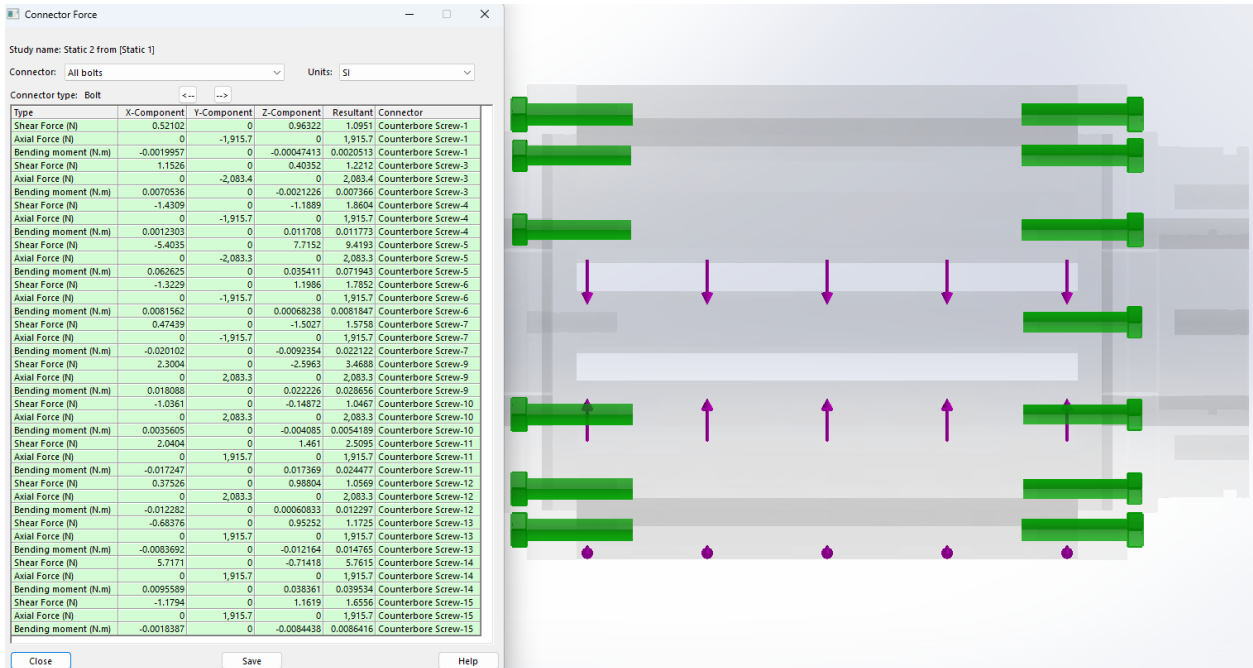 Connector Force
Study name: Static 2 from [Static 1]
Connector: All bolts Units: SI
Connector type: Bolt <-- -->
Type X-Component Y-Component Z-Component Resultant Connector
Shear Force (N) 0.52102 0 0.96322 1.0951 Counterbore Screw-1
Axial Force (N) 0 -1,915.7 0 1,915.7 Counterbore Screw-1
Bending moment (N.m) -0.0019957 0 -0.00047413 0.0020513 Counterbore Screw-1
Shear Force (N) 1.1526 0 0.40352 1.2212 Counterbore Screw-3
Axial Force (N) 0 -2,083.4 0 2,083.4 Counterbore Screw-3
Bending moment (N.m) 0.0070536 0 -0.0021226 0.007366 Counterbore Screw-3
Shear Force (N) -1.4309 0 -1.1889 1.8604 Counterbore Screw-4
Axial Force (N) 0 -1,915.7 0 1,915.7 Counterbore Screw-4
Bending moment (N.m) 0.0012303 0 0.011708 0.011773 Counterbore Screw-4
Shear Force (N) -5.4035 0 7.7152 9.4193 Counterbore Screw-5
Axial Force (N) 0 -2,083.3 0 2,083.3 Counterbore Screw-5
Bending moment (N.m) 0.062625 0 0.035411 0.071943 Counterbore Screw-5
Shear Force (N) -1.3229 0 1.1986 1.7852 Counterbore Screw-6
Axial Force (N) 0 -1,915.7 0 1,915.7 Counterbore Screw-6
Bending moment (N.m) 0.0081562 0 0.00068238 0.0081847 Counterbore Screw-6
Shear Force (N) 0.47439 0 -1.5027 1.5758 Counterbore Screw-7
Axial Force (N) 0 -1,915.7 0 1,915.7 Counterbore Screw-7
Bending moment (N.m) -0.020102 0 -0.0092354 0.022122 Counterbore Screw-7
Shear Force (N) 2.3004 0 -2.5963 3.4688 Counterbore Screw-9
Axial Force (N) 0 2,083.3 0 2,083.3 Counterbore Screw-9
Bending moment (N.m) 0.018088 0 0.022226 0.028656 Counterbore Screw-9
Shear Force (N) -1.0361 0 -0.14872 1.0467 Counterbore Screw-10
Axial Force (N) 0 2,083.3 0 2,083.3 Counterbore Screw-10
Bending moment (N.m) 0.0035605 0 -0.004085 0.0054189 Counterbore Screw-10
Shear Force (N) 2.0404 0 1.461 2.5095 Counterbore Screw-11
Axial Force (N) 0 1,915.7 0 1,915.7 Counterbore Screw-11
Bending moment (N.m) -0.017247 0 0.017369 0.024477 Counterbore Screw-11
Shear Force (N) 0.37526 0 0.98804 1.0569 Counterbore Screw-12
Axial Force (N) 0 2,083.3 0 2,083.3 Counterbore Screw-12
Bending moment (N.m) -0.012282 0 0.00060833 0.012297 Counterbore Screw-12
Shear Force (N) -0.68376 0 0.95252 1.1725 Counterbore Screw-13
Axial Force (N) 0 1,915.7 0 1,915.7 Counterbore Screw-13
Bending moment (N.m) -0.0083692 0 -0.012164 0.014765 Counterbore Screw-13
Shear Force (N) 5.7171 0 -0.71418 5.7615 Counterbore Screw-14
Axial Force (N) 0 1,915.7 0 1,915.7 Counterbore Screw-14
Bending moment (N.m) 0.0095589 0 0.038361 0.039534 Counterbore Screw-14
Shear Force (N) -1.1794 0 1.1619 1.6556 Counterbore Screw-15
Axial Force (N) 0 1,915.7 0 1,915.7 Counterbore Screw-15
Bending moment (N.m) -0.0018387 0 -0.0084438 0.0086416 Counterbore Screw-15
Close Save Help